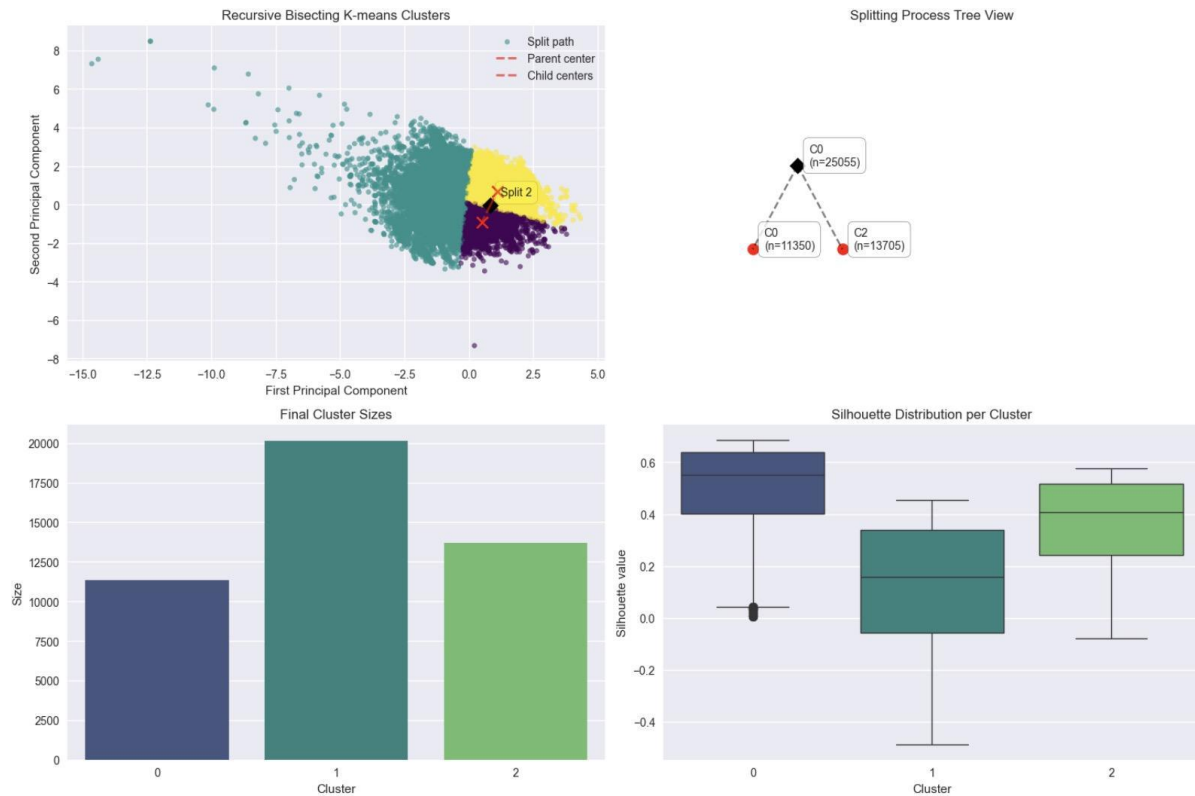 Recursive Bisecting K-means Clusters
Split path
Parent center
Child centers
Split 2
8
6
4
2
0
−2
−4
−6
−8
Second Principal Component
−15.0 −12.5 −10.0 −7.5 −5.0 −2.5 0.0 2.5 5.0
First Principal Component
Splitting Process Tree View
C0
(n=25055)
C0
(n=11350)
C2
(n=13705)
Final Cluster Sizes
20000
17500
15000
12500
10000
7500
5000
2500
0
Size
0 1 2
Cluster
Silhouette Distribution per Cluster
0.6
0.4
0.2
0.0
−0.2
−0.4
Silhouette value
0 1 2
Cluster